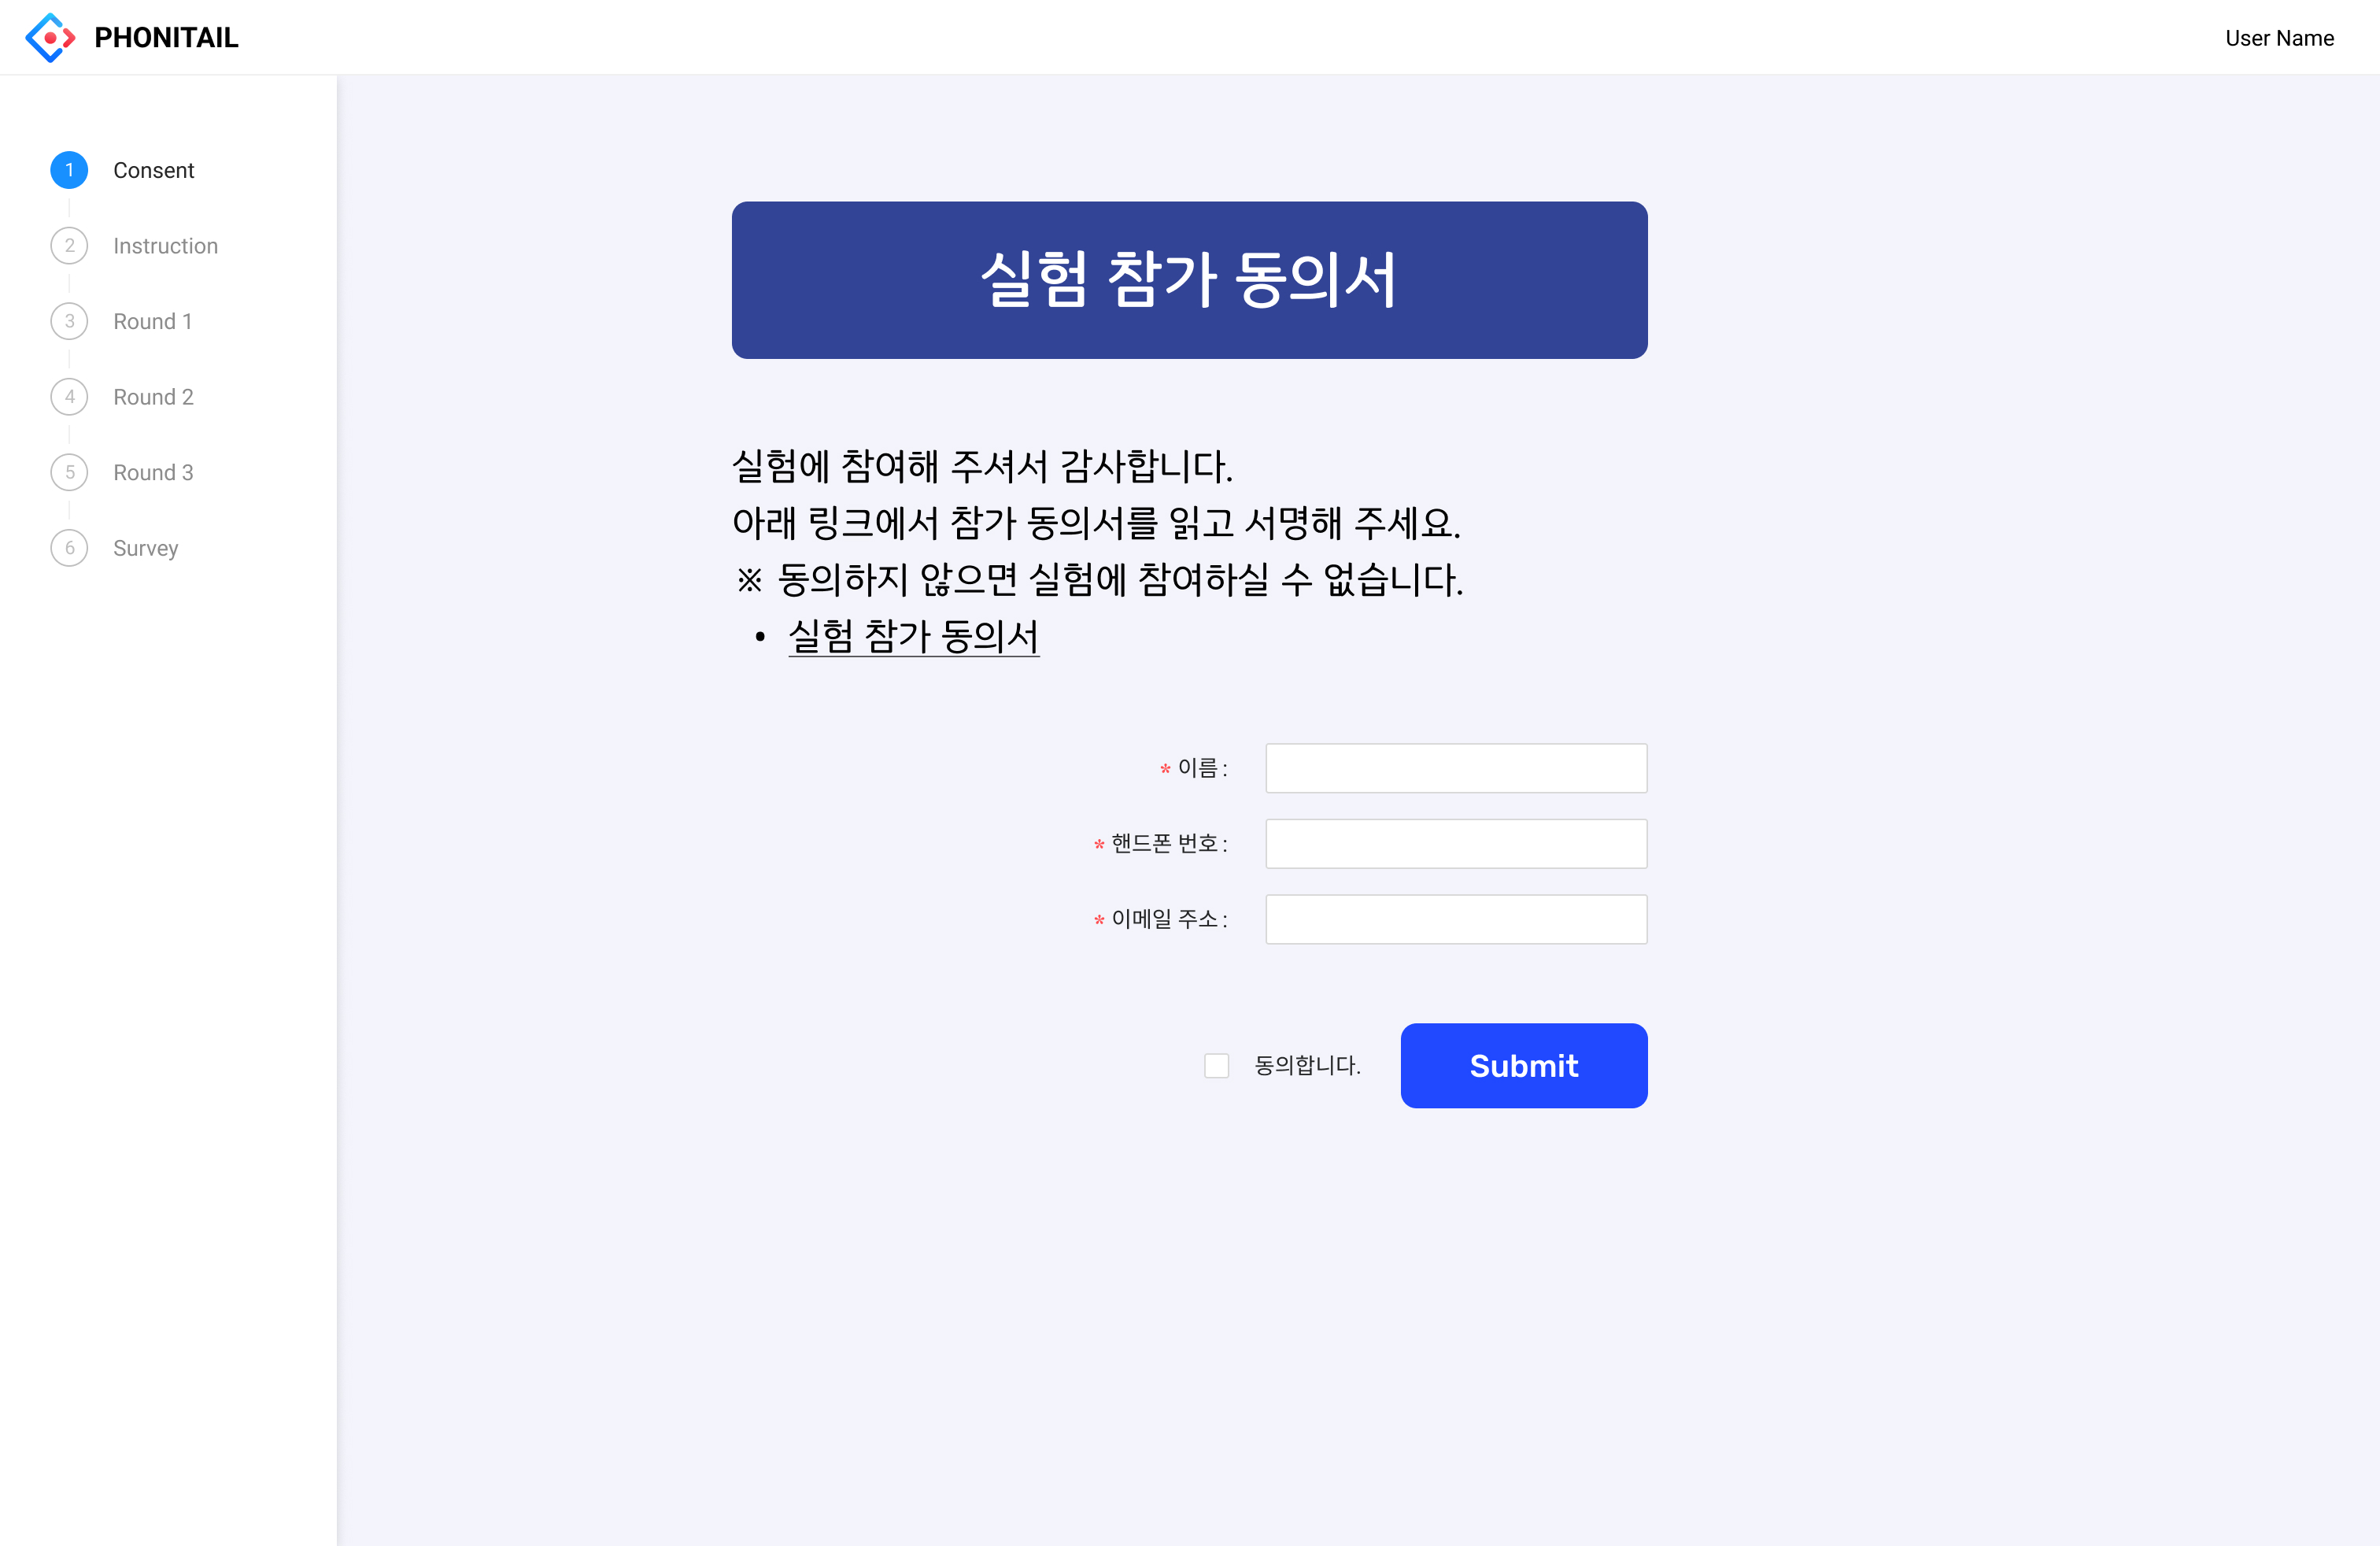 PHONITAIL
User Name
1 Consent
2 Instruction
3 Round 1
4 Round 2
5 Round 3
6 Survey
실험 참가 동의서
실험에 참여해 주셔서 감사합니다.
아래 링크에서 참가 동의서를 읽고 서명해 주세요.
※ 동의하지 않으면 실험에 참여하실 수 없습니다.
• 실험 참가 동의서
* 이름 :
* 핸드폰 번호 :
* 이메일 주소 :
동의합니다.
Submit